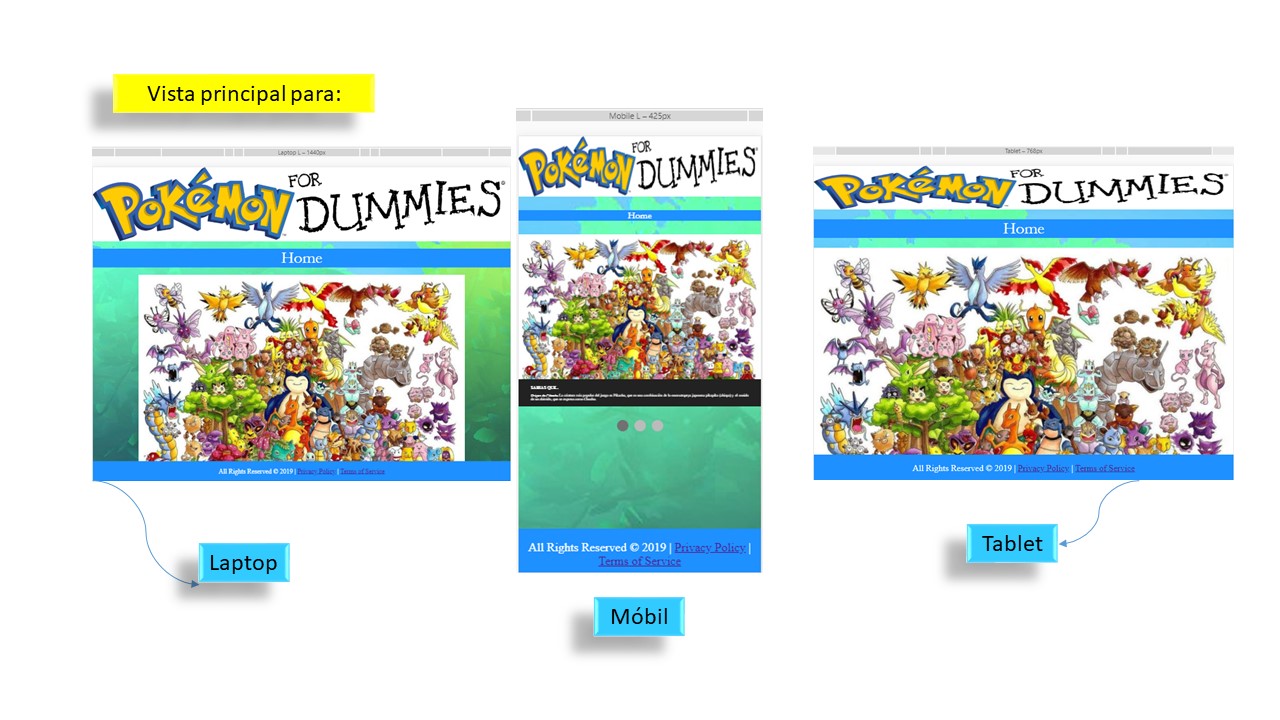 Vista principal para:
Laptop L – 1440px
POKéMON FOR DUMMIES®
Home
All Rights Reserved © 2019 | Privacy Policy | Terms of Service
Laptop
Mobile L – 425px
POKéMON FOR DUMMIES®
Home
SABIAS QUE..
All Rights Reserved © 2019 | Privacy Policy |
Terms of Service
Móbil
Tablet – 768px
POKéMON FOR DUMMIES®
Home
All Rights Reserved © 2019 | Privacy Policy | Terms of Service
Tablet